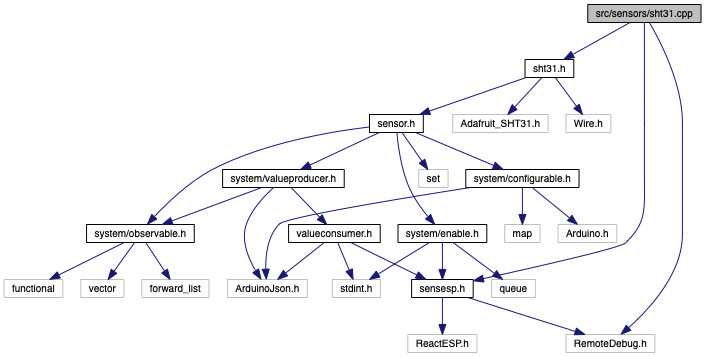 src/sensors/sht31.cpp
sht31.h
sensor.h
Adafruit_SHT31.h
Wire.h
system/valueproducer.h
set
system/configurable.h
system/observable.h
valueconsumer.h
system/enable.h
map
Arduino.h
functional
vector
forward_list
ArduinoJson.h
stdint.h
sensesp.h
queue
ReactESP.h
RemoteDebug.h